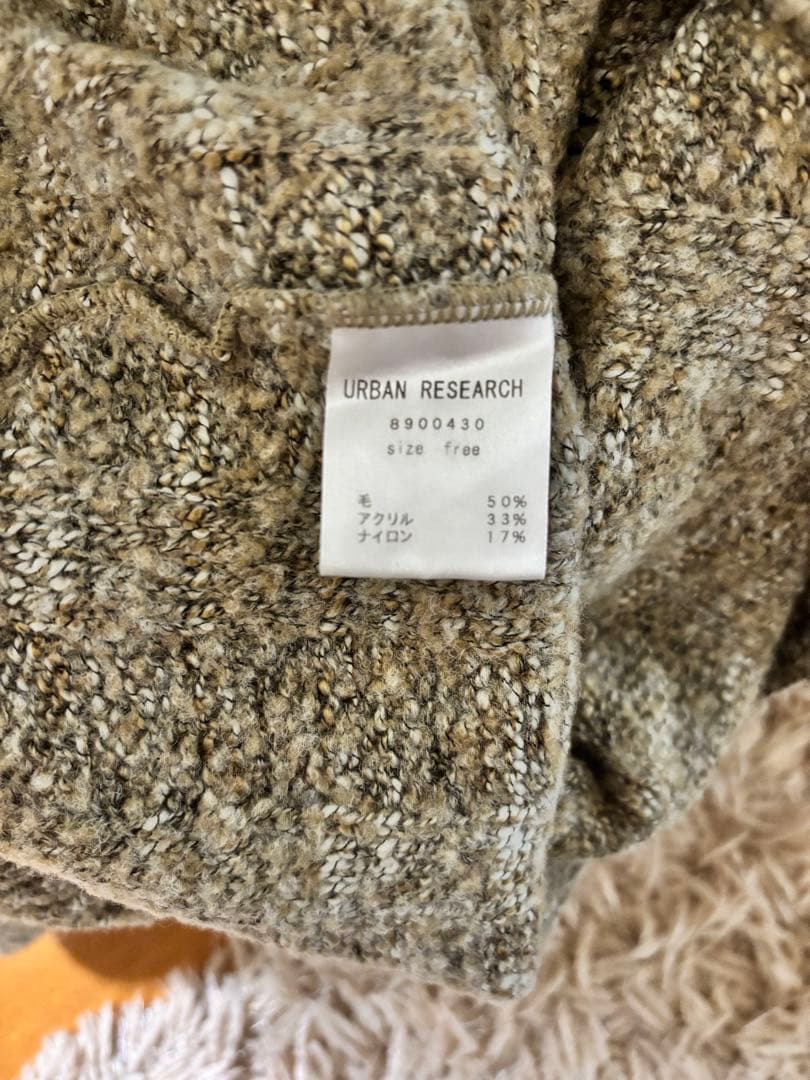 URBAN RESEARCH
8900430
size free
毛 50%
アクリル 33%
ナイロン 17%